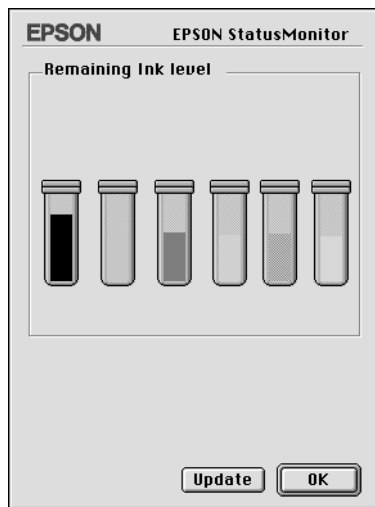 EPSON
EPSON StatusMonitor
Remaining Ink level
Update
OK